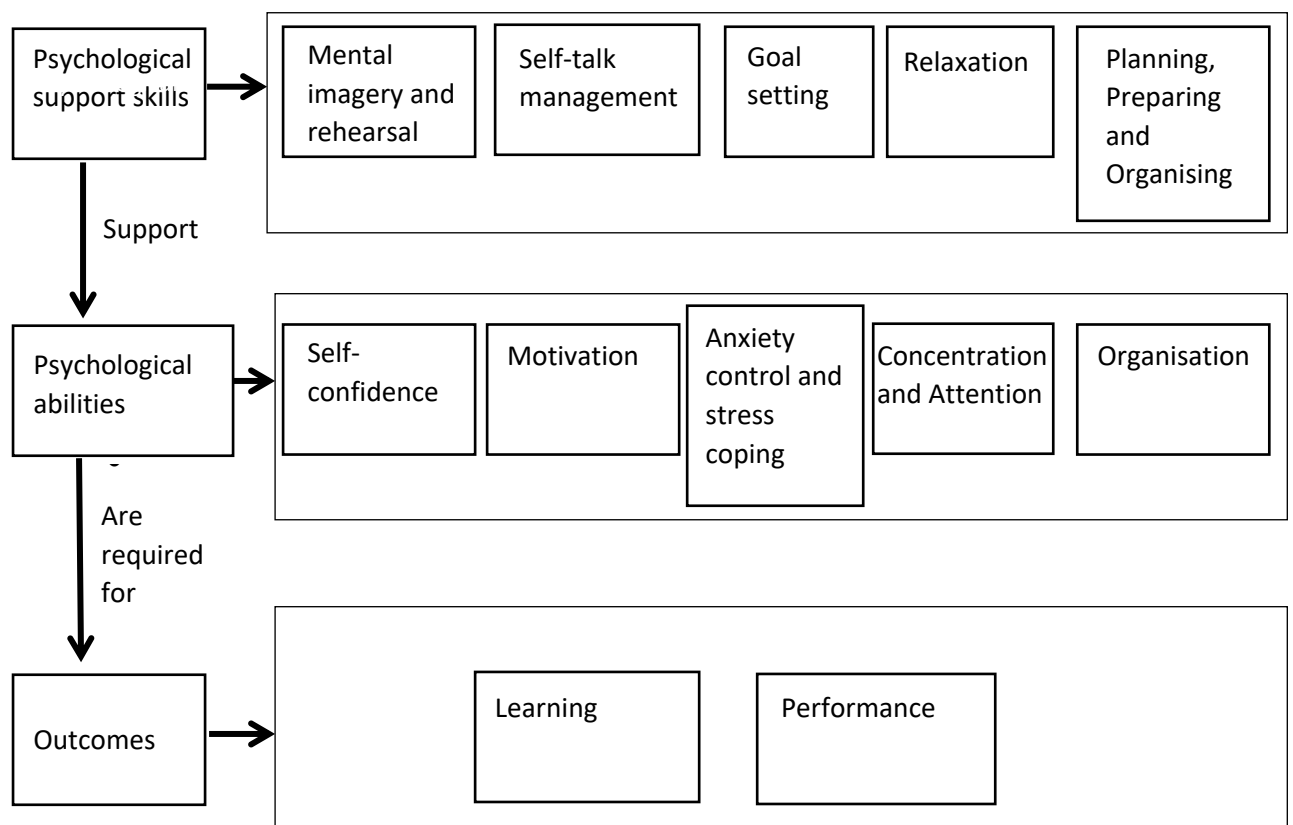 Psychological
support skills
Mental
imagery and
rehearsal
Self-talk
management
Goal
setting
Relaxation
Planning,
Preparing
and
Organising
Support
Psychological
abilities
Self-
confidence
Motivation
Anxiety
control and
stress
coping
Concentration
and Attention
Organisation
Are
required
for
Outcomes
Learning
Performance